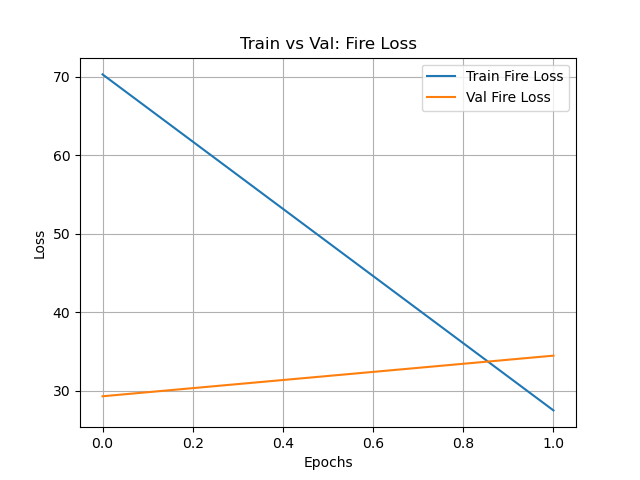 Train vs Val: Fire Loss
Train Fire Loss
Val Fire Loss
70
60
50
40
30
Loss
0.0 0.2 0.4 0.6 0.8 1.0
Epochs